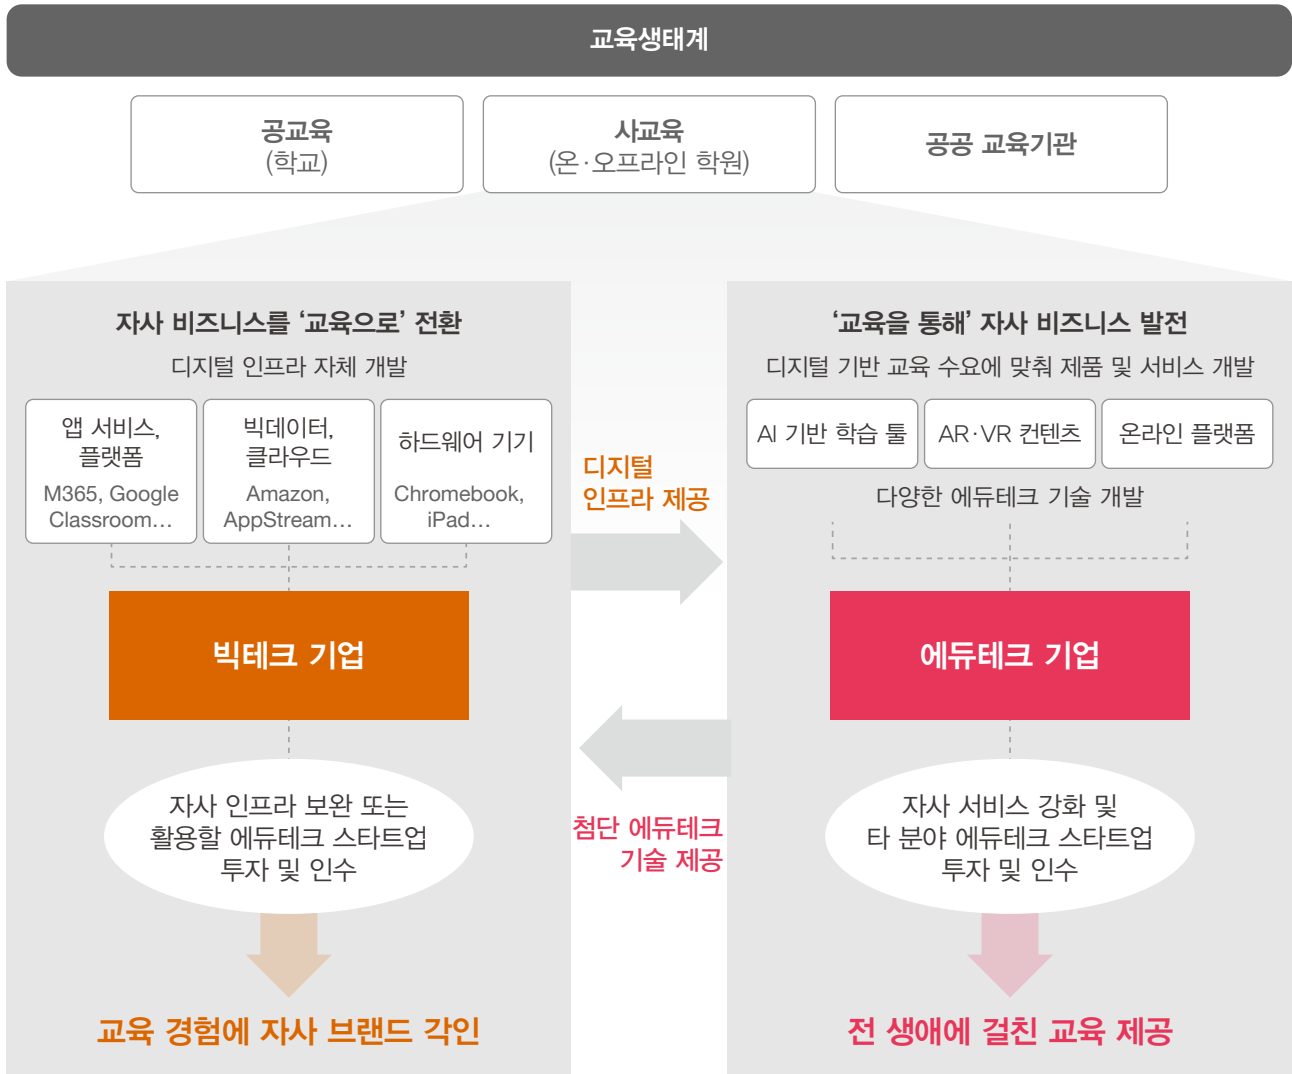 교육생태계
공교육
(학교)
사교육
(온·오프라인 학원)
공공 교육기관
자사 비즈니스를 ‘교육으로’ 전환
디지털 인프라 자체 개발
앱 서비스,
플랫폼
M365, Google
Classroom…
빅데이터,
클라우드
Amazon,
AppStream…
하드웨어 기기
Chromebook,
iPad…
빅테크 기업
자사 인프라 보완 또는
활용할 에듀테크 스타트업
투자 및 인수
교육 경험에 자사 브랜드 각인
디지털
인프라 제공
첨단 에듀테크
기술 제공
‘교육을 통해’ 자사 비즈니스 발전
디지털 기반 교육 수요에 맞춰 제품 및 서비스 개발
AI 기반 학습 툴
AR·VR 컨텐츠
온라인 플랫폼
다양한 에듀테크 기술 개발
에듀테크 기업
자사 서비스 강화 및
타 분야 에듀테크 스타트업
투자 및 인수
전 생애에 걸친 교육 제공